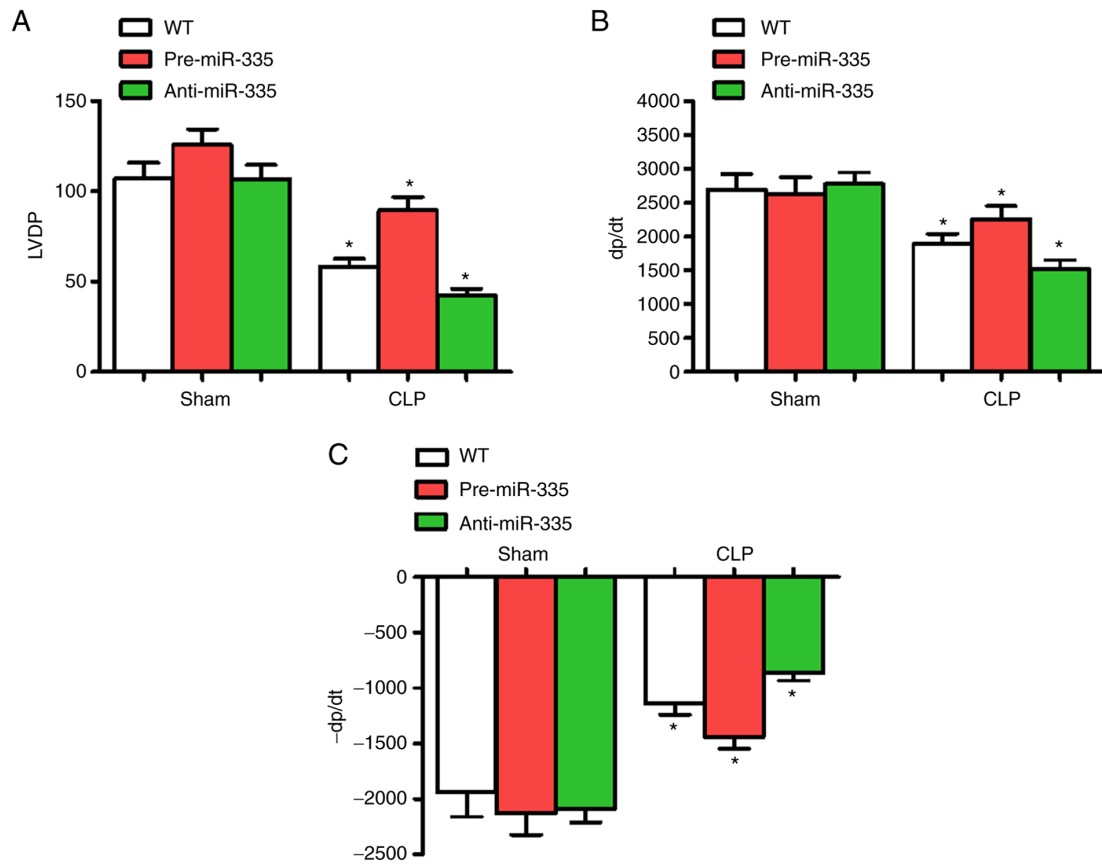 A
WT
Pre-miR-335
Anti-miR-335
150
100
50
0
LVDP
*
*
*
Sham
CLP
B
WT
Pre-miR-335
Anti-miR-335
4000
3500
3000
2500
2000
1500
1000
500
0
dp/dt
*
*
*
Sham
CLP
C
WT
Pre-miR-335
Anti-miR-335
Sham
CLP
0
−500
−1000
−1500
−2000
−2500
−dp/dt
*
*
*